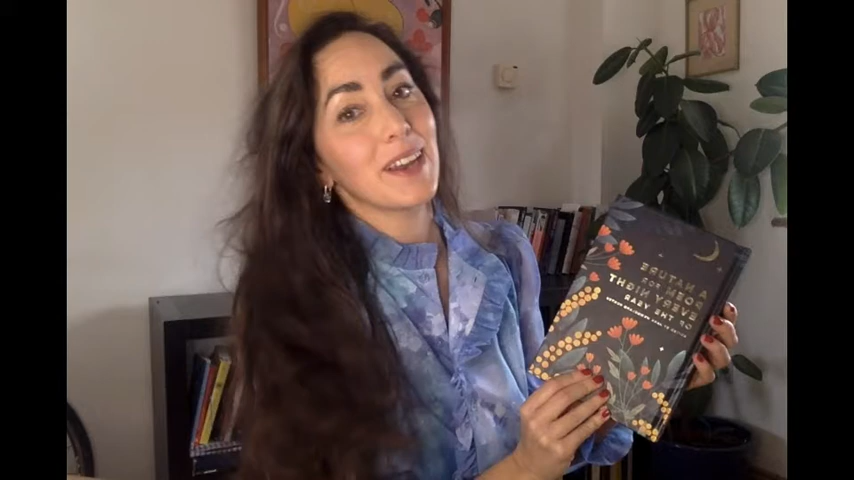 A NATURE
POEM FOR
EVERY NIGHT
OF THE YEAR